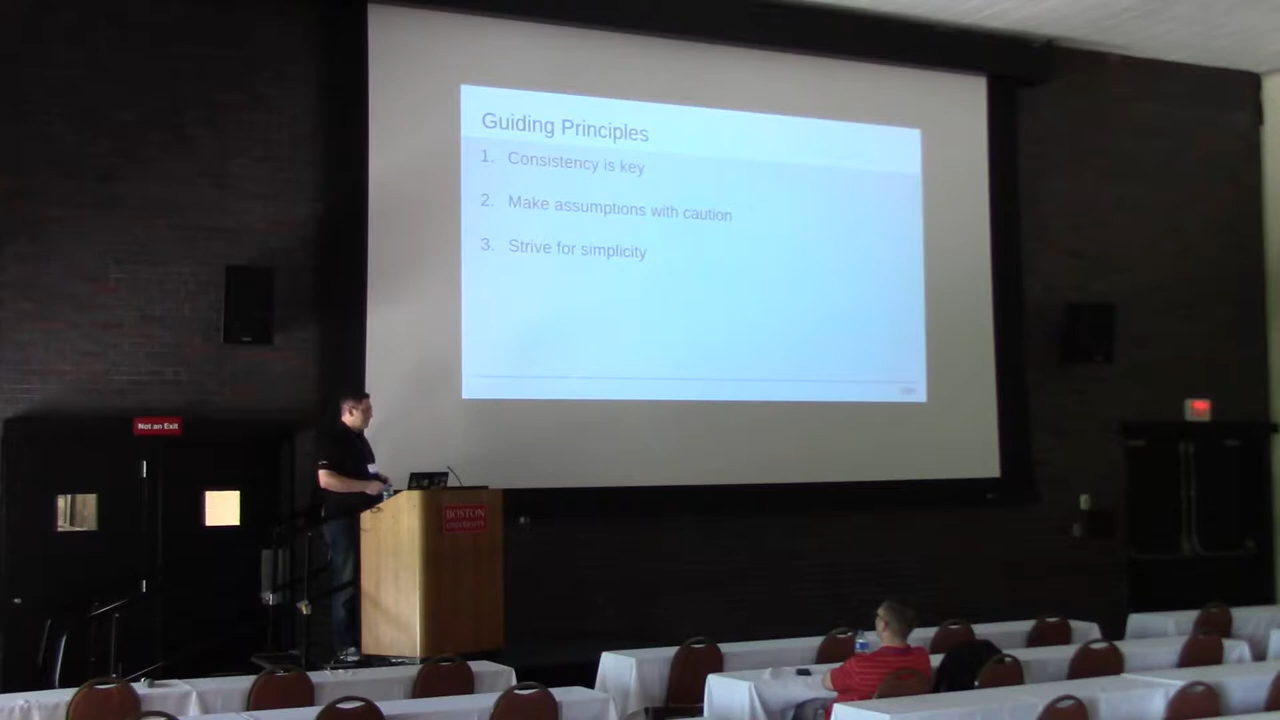 Guiding Principles
1. Consistency is key
2. Make assumptions with caution
3. Strive for simplicity
Not an Exit
BOSTON
UNIVERSITY